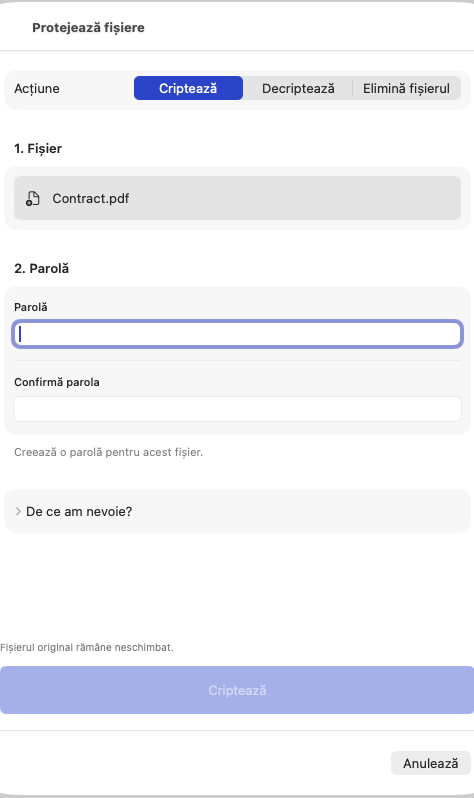 Protejează fișiere
Acțiune
Criptează
Decriptează
Elimină fișierul
1. Fișier
Contract.pdf
2. Parolă
Parolă
Confirmă parola
Creează o parolă pentru acest fișier.
De ce am nevoie?
Fișierul original rămâne neschimbat.
Criptează
Anulează